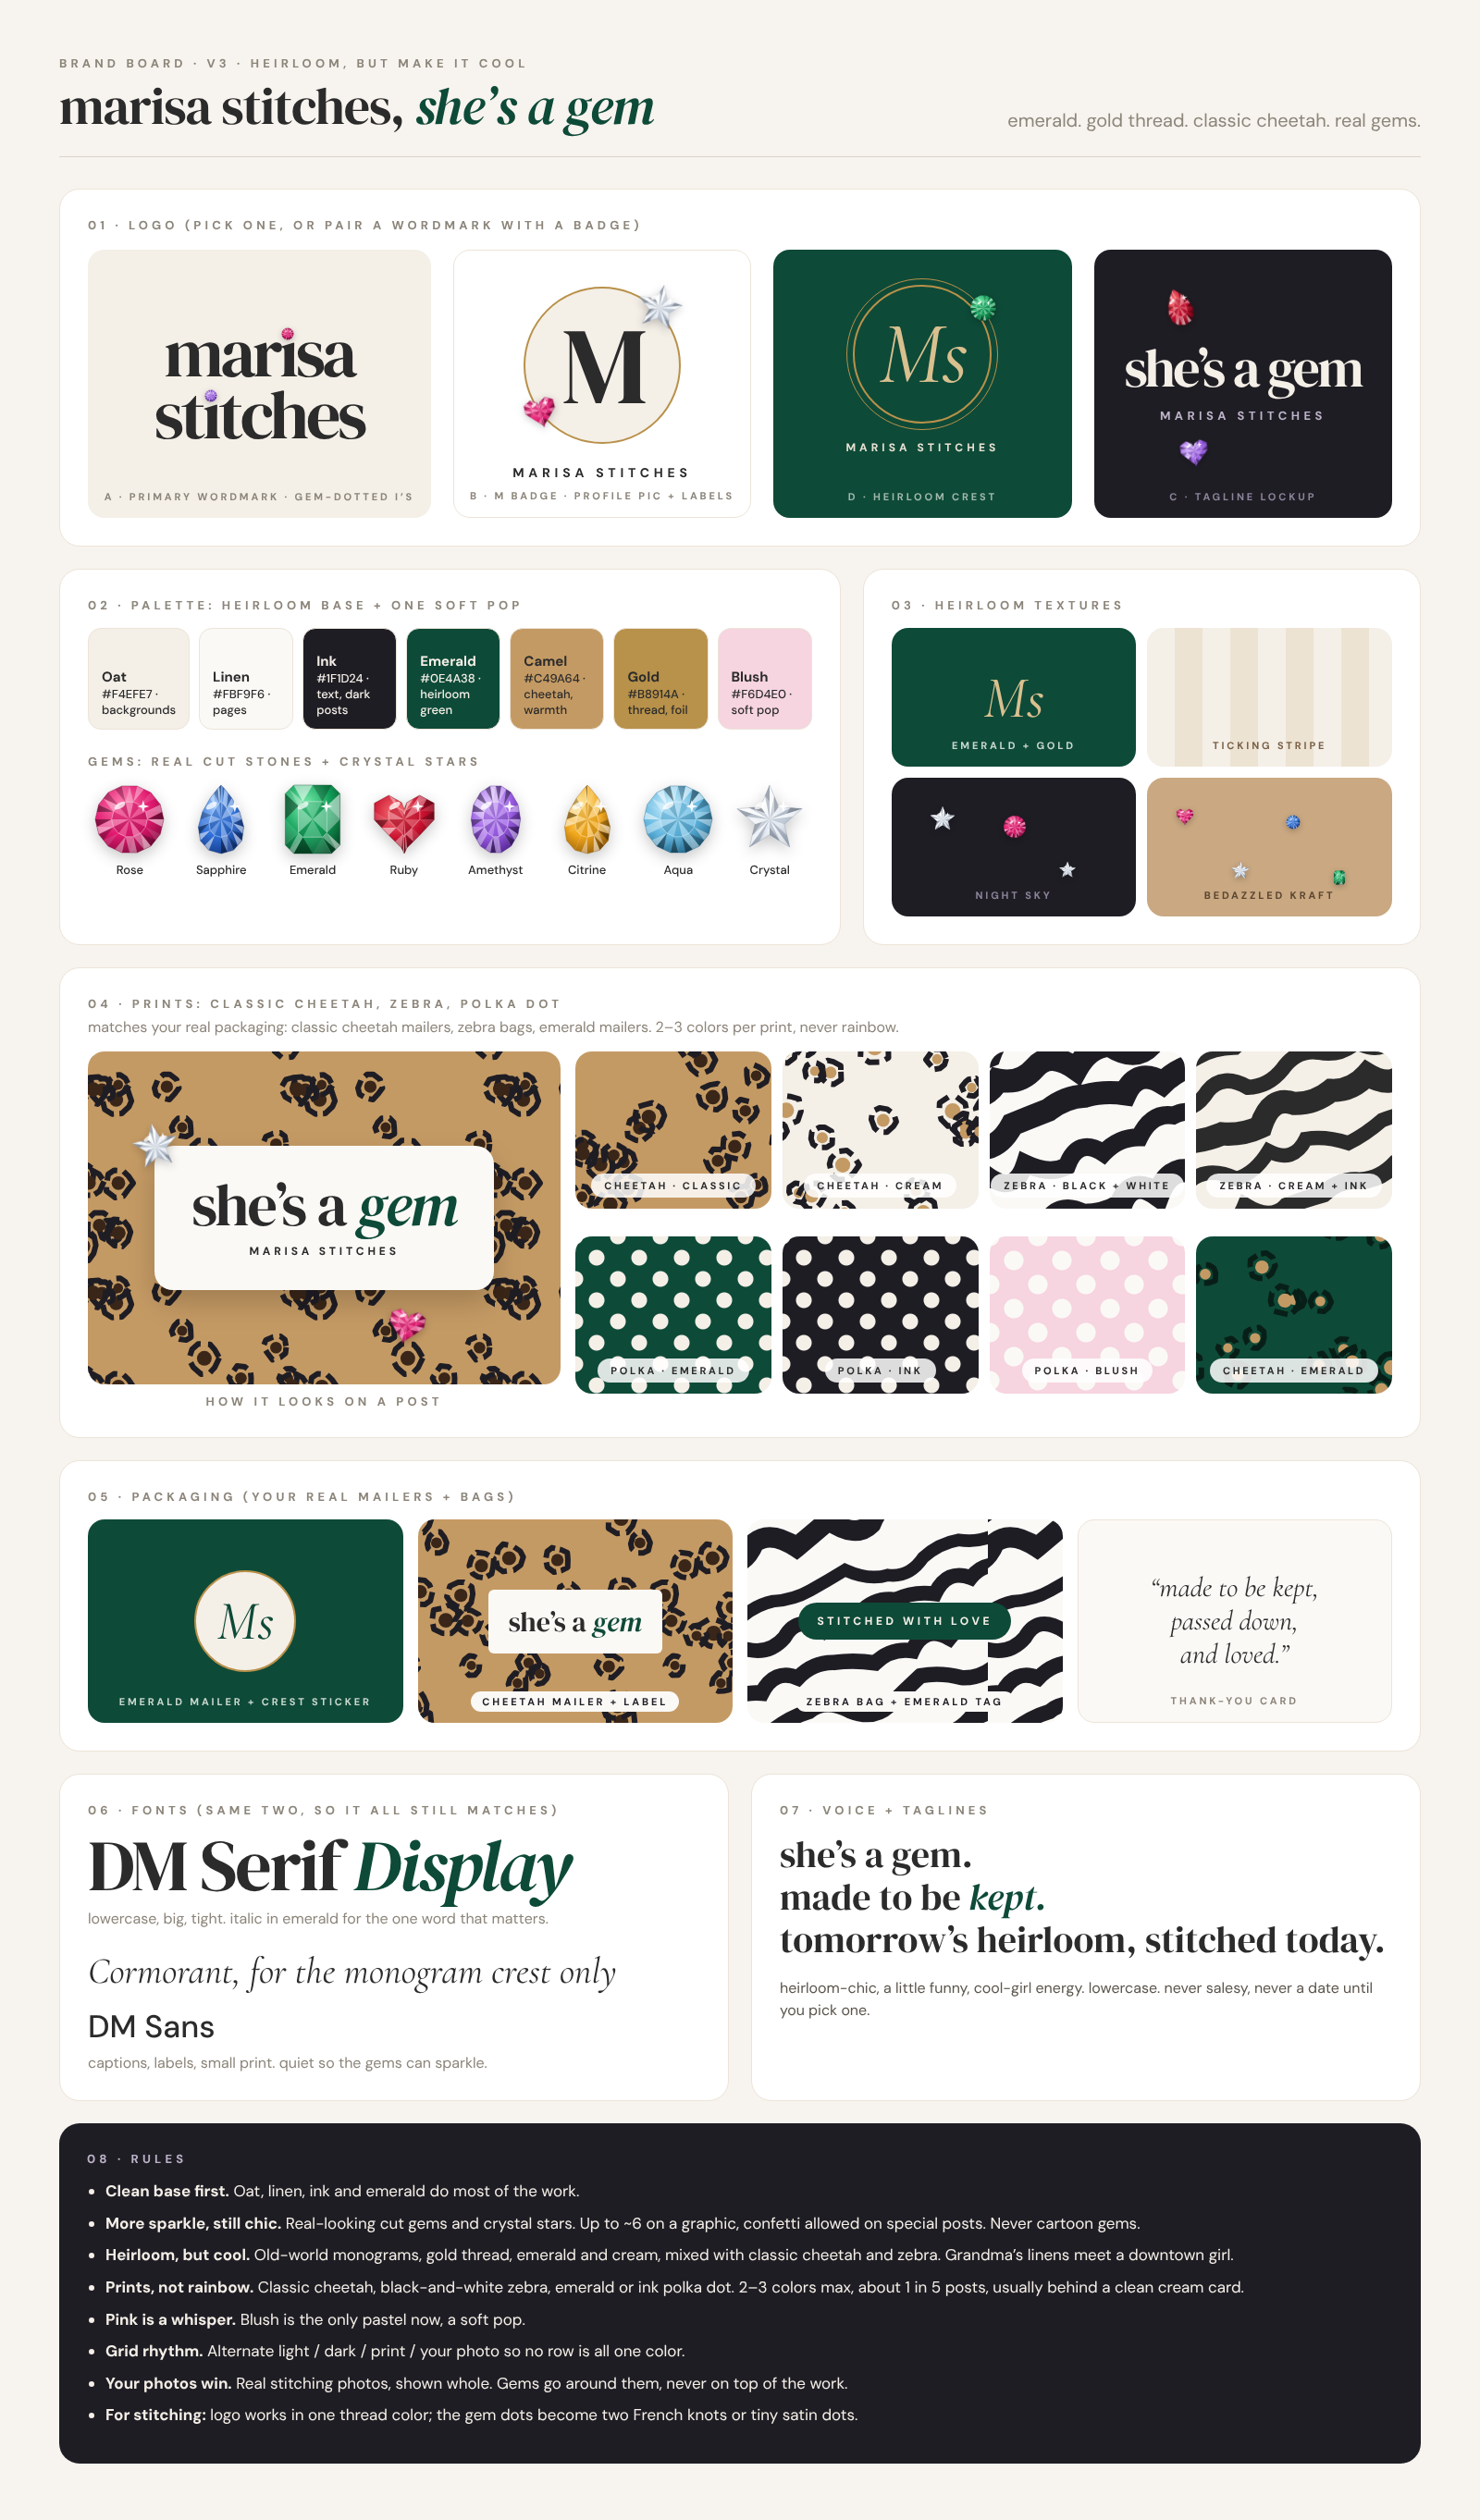 BRAND BOARD · V3 · HEIRLOOM, BUT MAKE IT COOL
marisa stitches, she’s a gem
emerald. gold thread. classic cheetah. real gems.
01 · LOGO (PICK ONE, OR PAIR A WORDMARK WITH A BADGE)
marisa
stitches
A · PRIMARY WORDMARK · GEM-DOTTED I’S
M
MARISA STITCHES
B · M BADGE · PROFILE PIC + LABELS
Ms
MARISA STITCHES
D · HEIRLOOM CREST
she’s a gem
MARISA STITCHES
C · TAGLINE LOCKUP
02 · PALETTE: HEIRLOOM BASE + ONE SOFT POP
Oat
#F4EFE7 ·
backgrounds
Linen
#FBF9F6 ·
pages
Ink
#1F1D24 ·
text, dark
posts
Emerald
#0E4A38 ·
heirloom
green
Camel
#C49A64 ·
cheetah,
warmth
Gold
#B8914A ·
thread, foil
Blush
#F6D4E0 ·
soft pop
GEMS: REAL CUT STONES + CRYSTAL STARS
Rose
Sapphire
Emerald
Ruby
Amethyst
Citrine
Aqua
Crystal
03 · HEIRLOOM TEXTURES
Ms
EMERALD + GOLD
TICKING STRIPE
NIGHT SKY
BEDAZZLED KRAFT
04 · PRINTS: CLASSIC CHEETAH, ZEBRA, POLKA DOT
matches your real packaging: classic cheetah mailers, zebra bags, emerald mailers. 2–3 colors per print, never rainbow.
she’s a gem
MARISA STITCHES
HOW IT LOOKS ON A POST
CHEETAH · CLASSIC
CHEETAH · CREAM
ZEBRA · BLACK + WHITE
ZEBRA · CREAM + INK
POLKA · EMERALD
POLKA · INK
POLKA · BLUSH
CHEETAH · EMERALD
05 · PACKAGING (YOUR REAL MAILERS + BAGS)
Ms
EMERALD MAILER + CREST STICKER
she’s a gem
CHEETAH MAILER + LABEL
STITCHED WITH LOVE
ZEBRA BAG + EMERALD TAG
“made to be kept,
passed down,
and loved.”
THANK-YOU CARD
06 · FONTS (SAME TWO, SO IT ALL STILL MATCHES)
DM Serif Display
lowercase, big, tight. italic in emerald for the one word that matters.
Cormorant, for the monogram crest only
DM Sans
captions, labels, small print. quiet so the gems can sparkle.
07 · VOICE + TAGLINES
she’s a gem.
made to be kept.
tomorrow’s heirloom, stitched today.
heirloom-chic, a little funny, cool-girl energy. lowercase. never salesy, never a date until
you pick one.
08 · RULES
• Clean base first. Oat, linen, ink and emerald do most of the work.
• More sparkle, still chic. Real-looking cut gems and crystal stars. Up to ~6 on a graphic, confetti allowed on special posts. Never cartoon gems.
• Heirloom, but cool. Old-world monograms, gold thread, emerald and cream, mixed with classic cheetah and zebra. Grandma’s linens meet a downtown girl.
• Prints, not rainbow. Classic cheetah, black-and-white zebra, emerald or ink polka dot. 2–3 colors max, about 1 in 5 posts, usually behind a clean cream card.
• Pink is a whisper. Blush is the only pastel now, a soft pop.
• Grid rhythm. Alternate light / dark / print / your photo so no row is all one color.
• Your photos win. Real stitching photos, shown whole. Gems go around them, never on top of the work.
• For stitching: logo works in one thread color; the gem dots become two French knots or tiny satin dots.